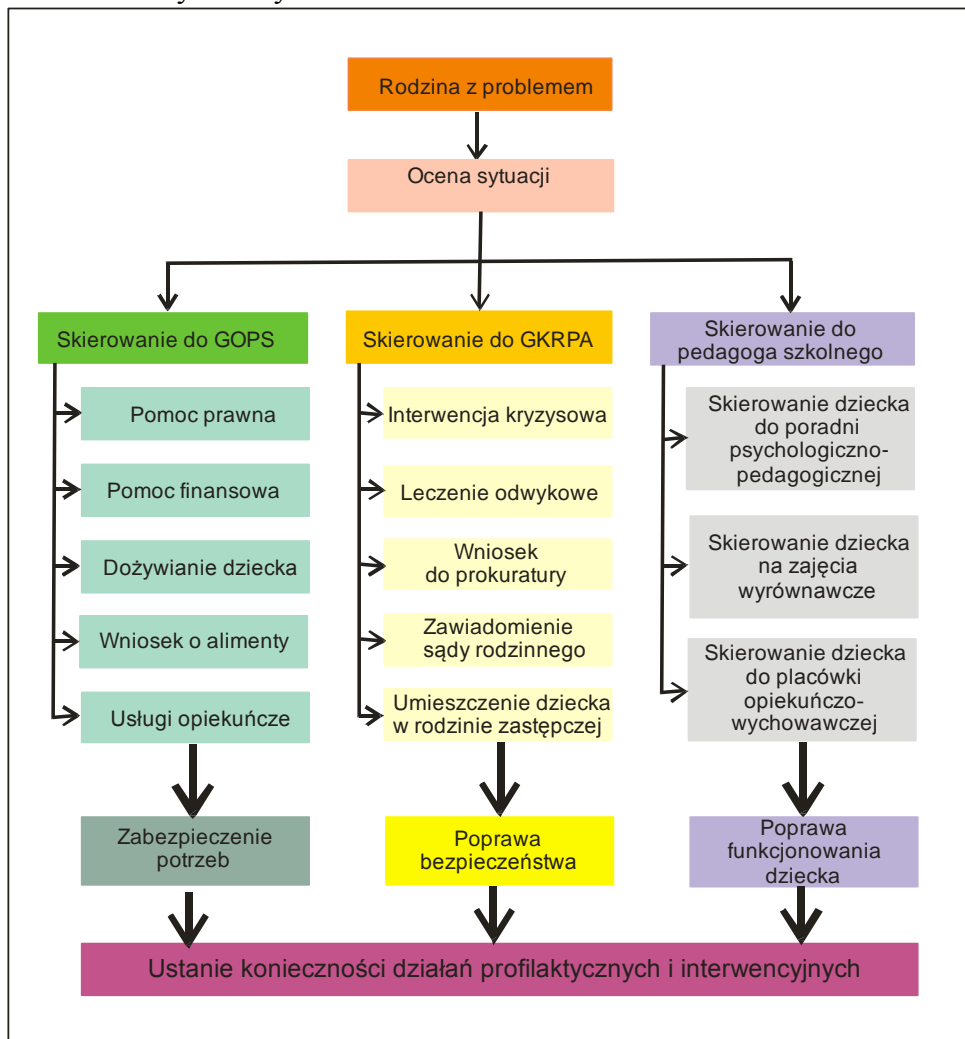 Rodzina z problemem
Ocena sytuacji
Skierowanie do GOPS
Pomoc prawna
Pomoc finansowa
Dożywianie dziecka
Wniosek o alimenty
Usługi opiekuńcze
Zabezpieczenie
potrzeb
Skierowanie do GKRPA
Interwencja kryzysowa
Leczenie odwykowe
Wniosek
do prokuratury
Zawiadomienie
sądy rodzinnego
Umieszczenie dziecka
w rodzinie zastępczej
Poprawa
bezpieczeństwa
Skierowanie do
pedagoga szkolnego
Skierowanie dziecka
do poradni
psychologiczno-
pedagogicznej
Skierowanie dziecka
na zajęcia
wyrównawcze
Skierowanie dziecka
do placówki
opiekuńczo-
wychowawczej
Poprawa
funkcjonowania
dziecka
Ustanie konieczności działań profilaktycznych i interwencyjnych